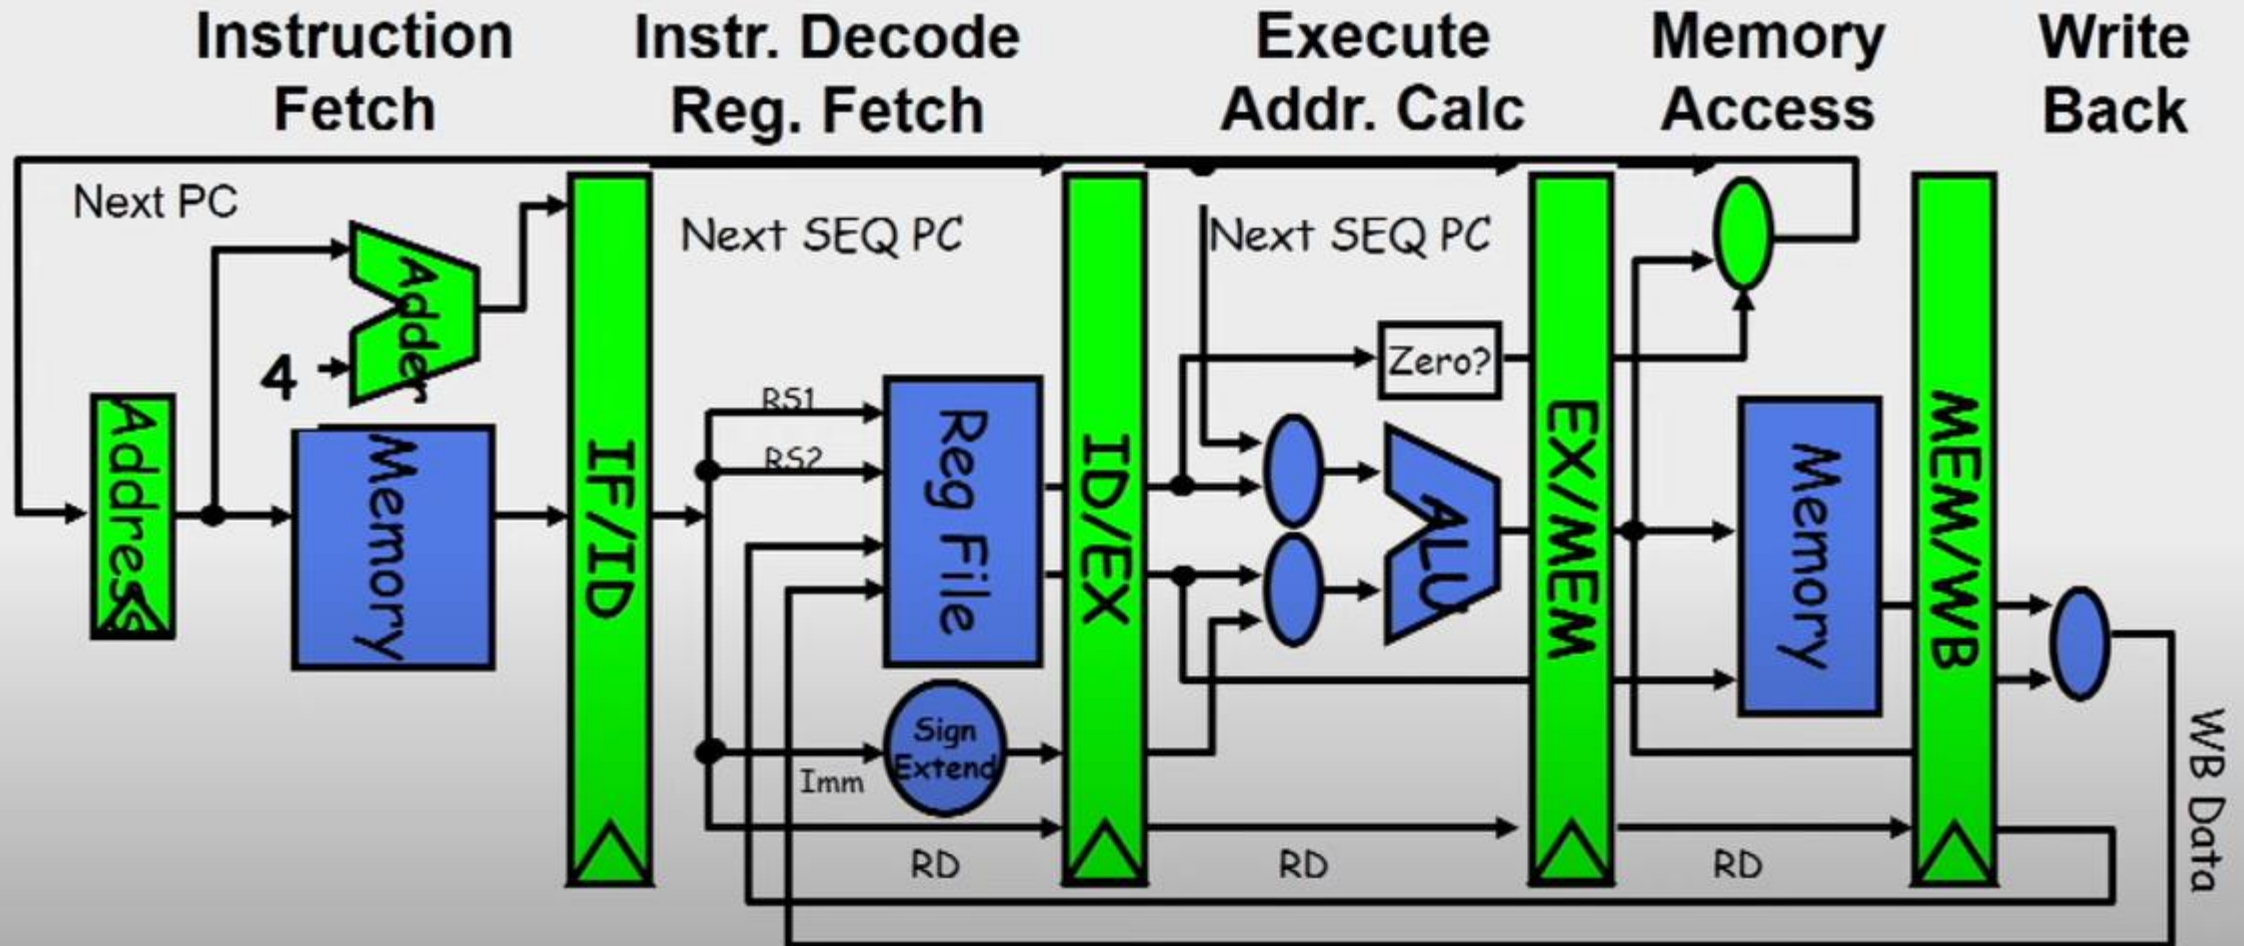 Instruction
Fetch
Instr. Decode
Reg. Fetch
Execute
Addr. Calc
Memory
Access
Write
Back
Next PC
Next SEQ PC
Next SEQ PC
Adder
4
Zero?
RS1
RS2
Address
Memory
IF/ID
Reg File
ID/EX
ALU
EX/MEM
Memory
MEM/WB
Sign
Extend
Imm
RD
RD
RD
WB Data